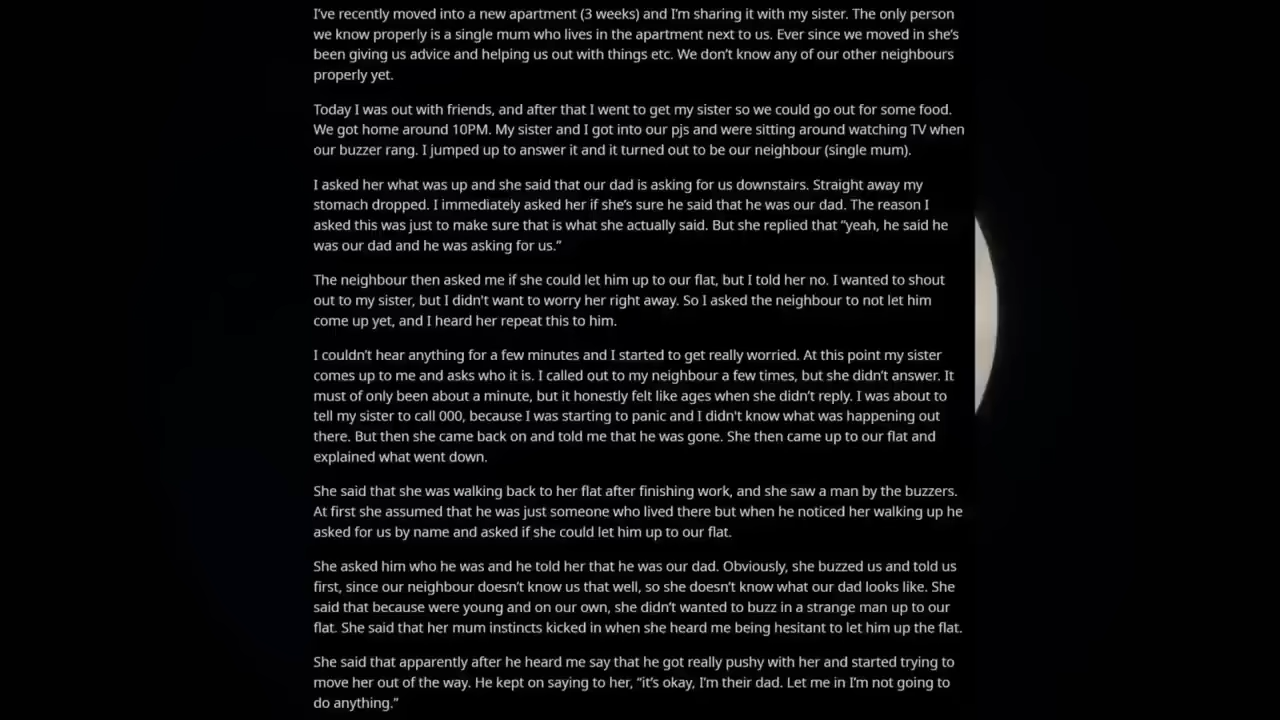 I've recently moved into a new apartment (3 weeks) and I'm sharing it with my sister. The only person
we know properly is a single mum who lives in the apartment next to us. Ever since we moved in she's
been giving us advice and helping us out with things etc. We don't know any of our other neighbours
properly yet.
Today I was out with friends, and after that I went to get my sister so we could go out for some food.
We got home around 10PM. My sister and I got into our pjs and were sitting around watching TV when
our buzzer rang. I jumped up to answer it and it turned out to be our neighbour (single mum).
I asked her what was up and she said that our dad is asking for us downstairs. Straight away my
stomach dropped. I immediately asked her if she's sure he said that he was our dad. The reason I
asked this was just to make sure that is what she actually said. But she replied that “yeah, he said he
was our dad and he was asking for us.”
The neighbour then asked me if she could let him up to our flat, but I told her no. I wanted to shout
out to my sister, but I didn't want to worry her right away. So I asked the neighbour to not let him
come up yet, and I heard her repeat this to him.
I couldn't hear anything for a few minutes and I started to get really worried. At this point my sister
comes up to me and asks who it is. I called out to my neighbour a few times, but she didn't answer. It
must of only been about a minute, but it honestly felt like ages when she didn't reply. I was about to
tell my sister to call 000, because I was starting to panic and I didn't know what was happening out
there. But then she came back on and told me that he was gone. She then came up to our flat and
explained what went down.
She said that she was walking back to her flat after finishing work, and she saw a man by the buzzers.
At first she assumed that he was just someone who lived there but when he noticed her walking up he
asked for us by name and asked if she could let him up to our flat.
She asked him who he was and he told her that he was our dad. Obviously, she buzzed us and told us
first, since our neighbour doesn't know us that well, so she doesn't know what our dad looks like. She
said that because were young and on our own, she didn't wanted to buzz in a strange man up to our
flat. She said that her mum instincts kicked in when she heard me being hesitant to let him up the flat.
She said that apparently after he heard me say that he got really pushy with her and started trying to
move her out of the way. He kept on saying to her, “it's okay, I'm their dad. Let me in I'm not going to
do anything.”